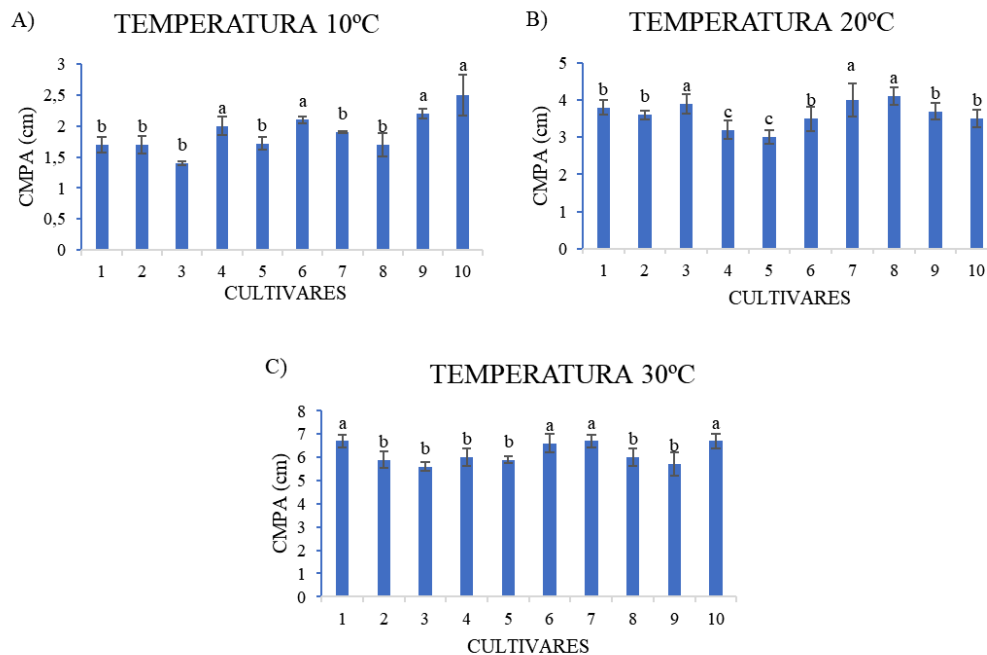 A)
TEMPERATURA 10ºC
3
2,5
2
1,5
1
0,5
0
CMPA (cm)
b b b a b a b b a a
1 2 3 4 5 6 7 8 9 10
CULTIVARES
B)
TEMPERATURA 20ºC
5
4
3
2
1
0
CMPA (cm)
b b a c c b a a b b
1 2 3 4 5 6 7 8 9 10
CULTIVARES
C)
TEMPERATURA 30ºC
8
7
6
5
4
3
2
1
0
CMPA (cm)
a b b b b a a b b a
1 2 3 4 5 6 7 8 9 10
CULTIVARES